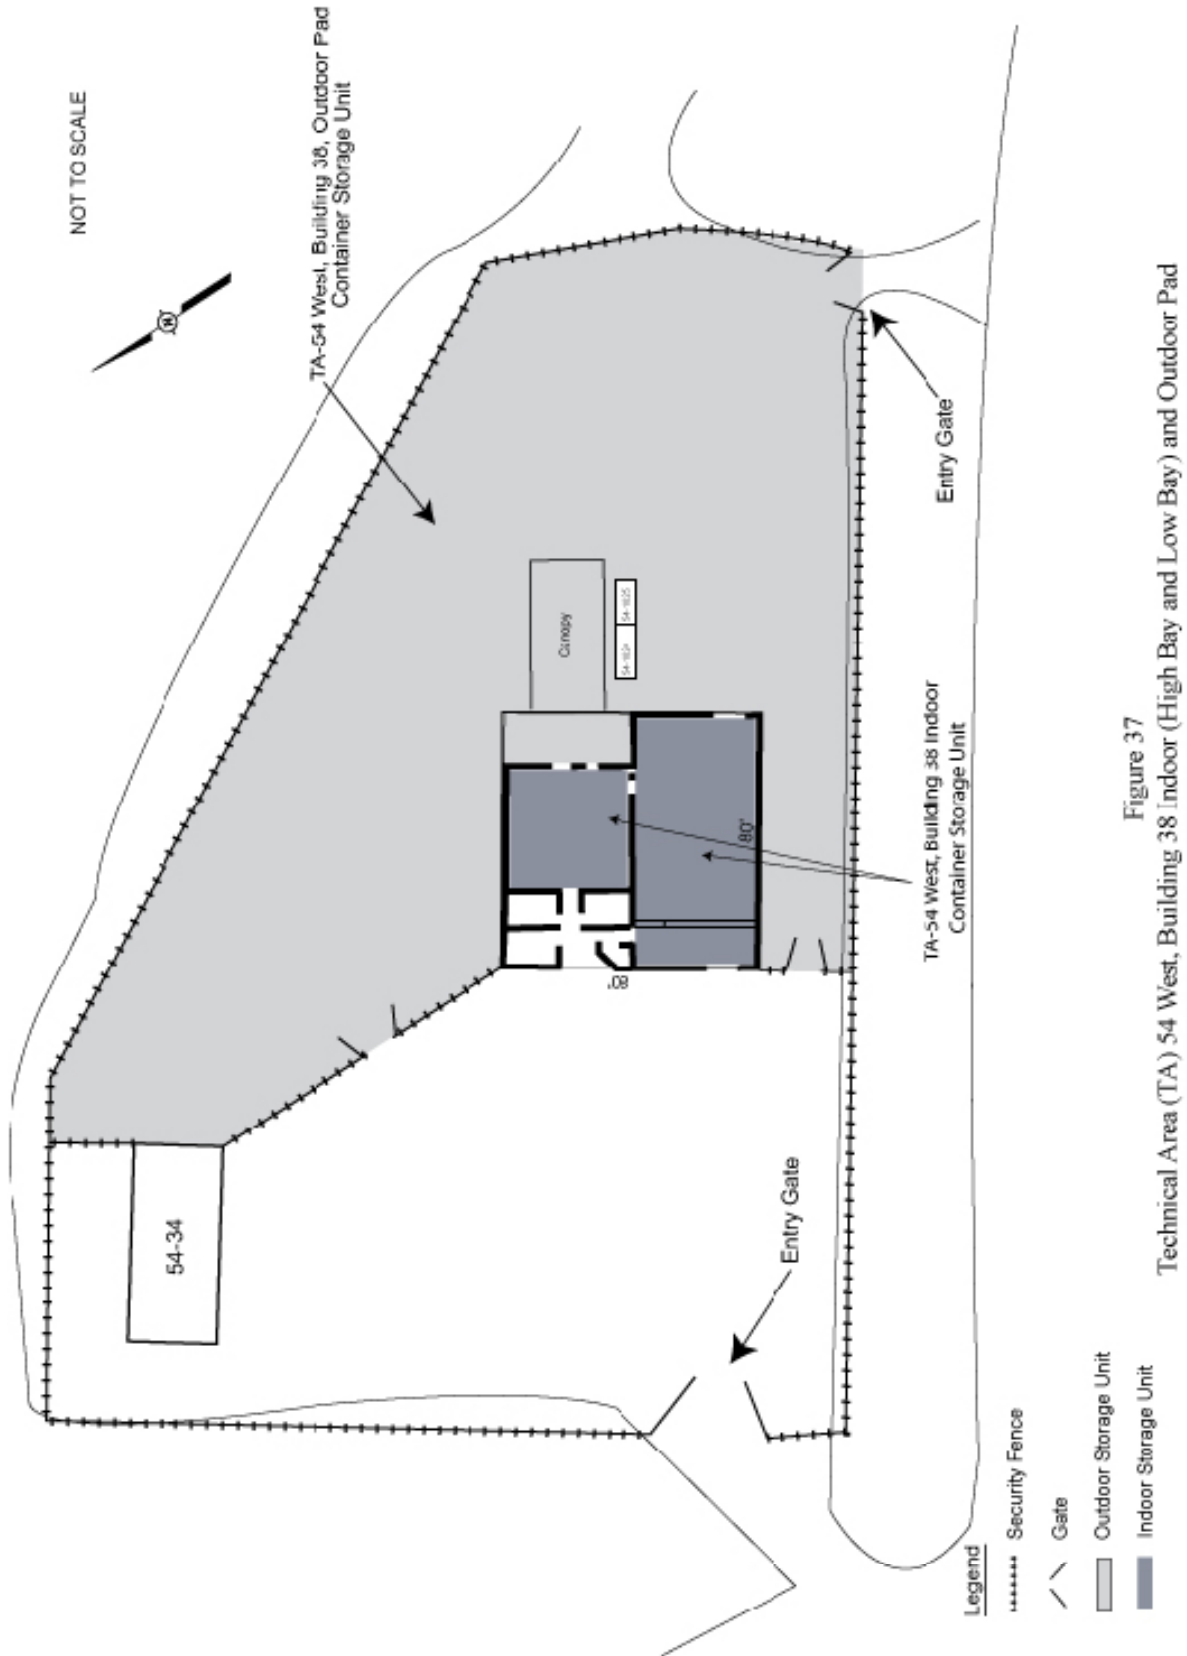 NOT TO SCALE
TA-54 West, Building 38, Outdoor Pad
Container Storage Unit
N
Canopy
54-1025
80'
80'
Entry Gate
TA-54 West, Building 38 Indoor
Container Storage Unit
54-34
Entry Gate
Legend
Security Fence
Gate
Outdoor Storage Unit
Indoor Storage Unit
Figure 37
Technical Area (TA) 54 West, Building 38 Indoor (High Bay and Low Bay) and Outdoor Pad